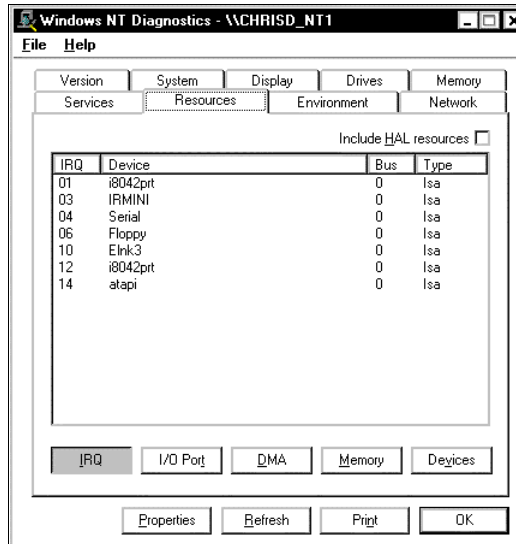 Windows NT Diagnostics - \\CHRISD_NT1
File Help
Version System Display Drives Memory
Services Resources Environment Network
Include HAL resources
IRQ Device Bus Type
01 i8042prt 0 Isa
03 IRMINI 0 Isa
04 Serial 0 Isa
06 Floppy 0 Isa
10 Elnk3 0 Isa
12 i8042prt 0 Isa
14 atapi 0 Isa
IRQ I/O Port DMA Memory Devices
Properties Refresh Print OK